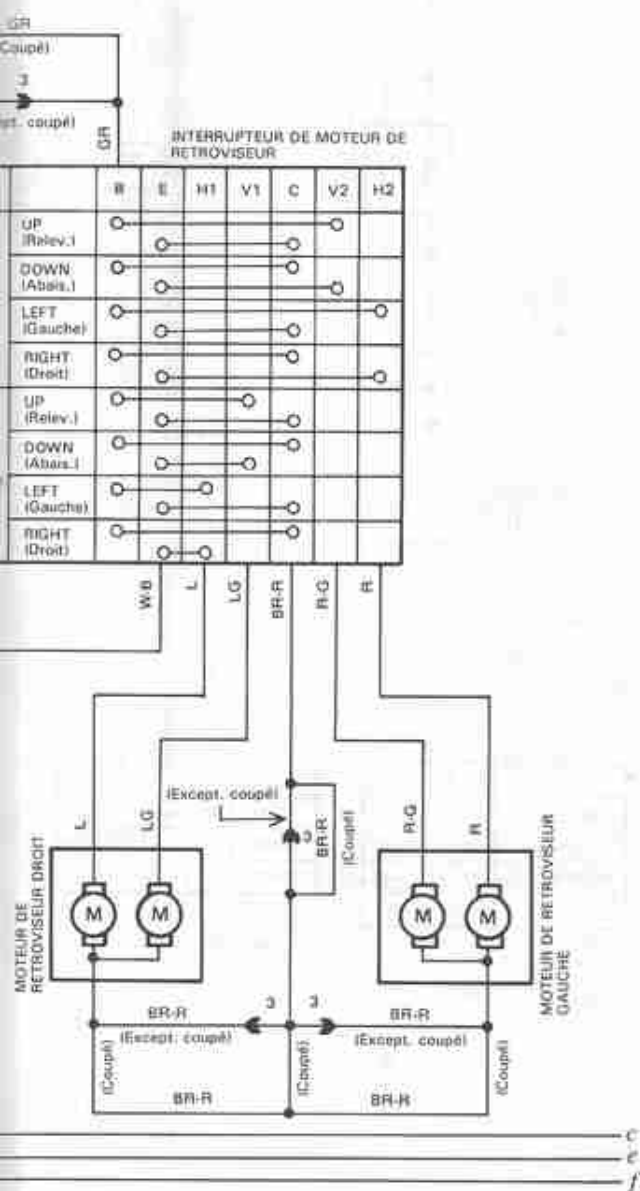 GR
(Coupé)
3
coupé)
GR
INTERRUPTEUR DE MOTEUR DE
RETROVISEUR
B E H1 V1 C V2 H2
UP
(Relev.)
DOWN
(Abais.)
LEFT
(Gauche)
RIGHT
(Droit)
UP
(Relev.)
DOWN
(Abais.)
LEFT
(Gauche)
RIGHT
(Droit)
W-B L LG BR-R R-G R
(Except. coupé)
3
BR-R
(Coupé)
L LG R-G R
MOTEUR DE
RETROVISEUR DROIT
M M M M
MOTEUR DE RETROVISEUR
GAUCHE
BR-R 3 3 BR-R
(Except. coupé) (Except. coupé)
(Coupé) (Coupé) (Coupé)
BR-R BR-R
c
e
f